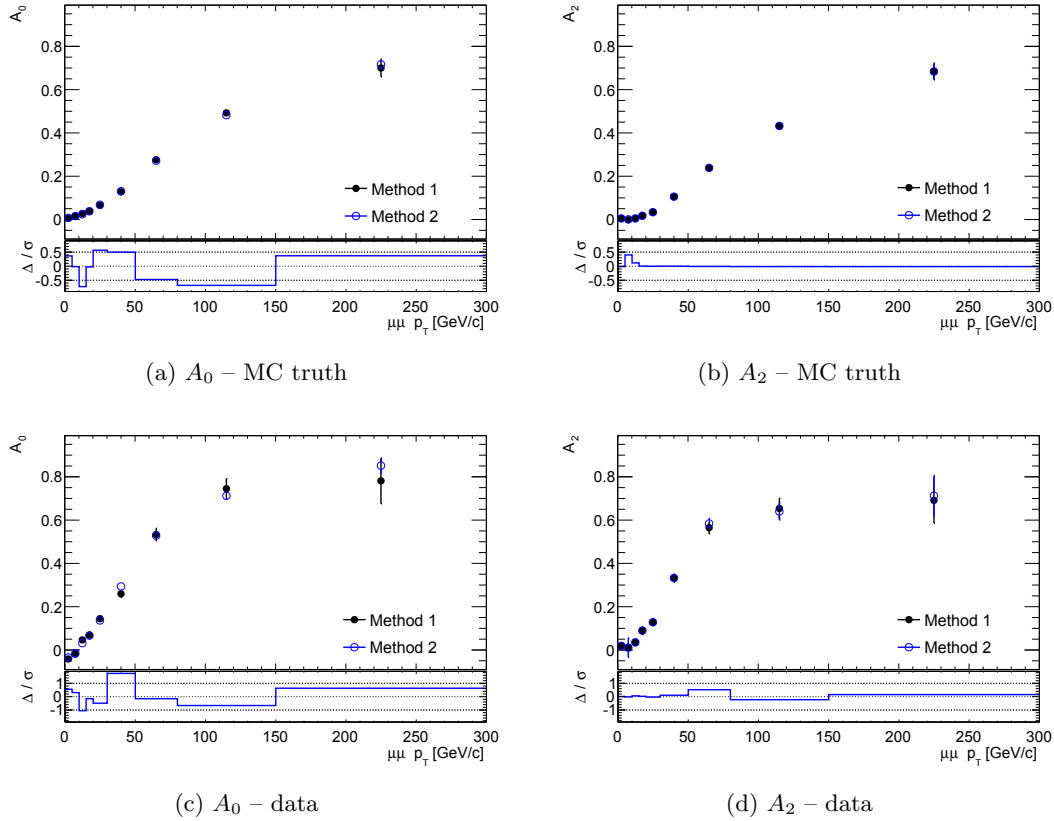 A₀
0.8
0.6
0.4
0.2
0
Method 1
Method 2
Δ / σ
0.5
0
-0.5
0 50 100 150 200 250 300
μμ p_T [GeV/c]
(a) A₀ – MC truth
A₂
0.8
0.6
0.4
0.2
0
Method 1
Method 2
Δ / σ
0.5
0
-0.5
0 50 100 150 200 250 300
μμ p_T [GeV/c]
(b) A₂ – MC truth
A₀
0.8
0.6
0.4
0.2
0
Method 1
Method 2
Δ / σ
1
0
-1
0 50 100 150 200 250 300
μμ p_T [GeV/c]
(c) A₀ – data
A₂
0.8
0.6
0.4
0.2
0
Method 1
Method 2
Δ / σ
1
0
-1
0 50 100 150 200 250 300
μμ p_T [GeV/c]
(d) A₂ – data